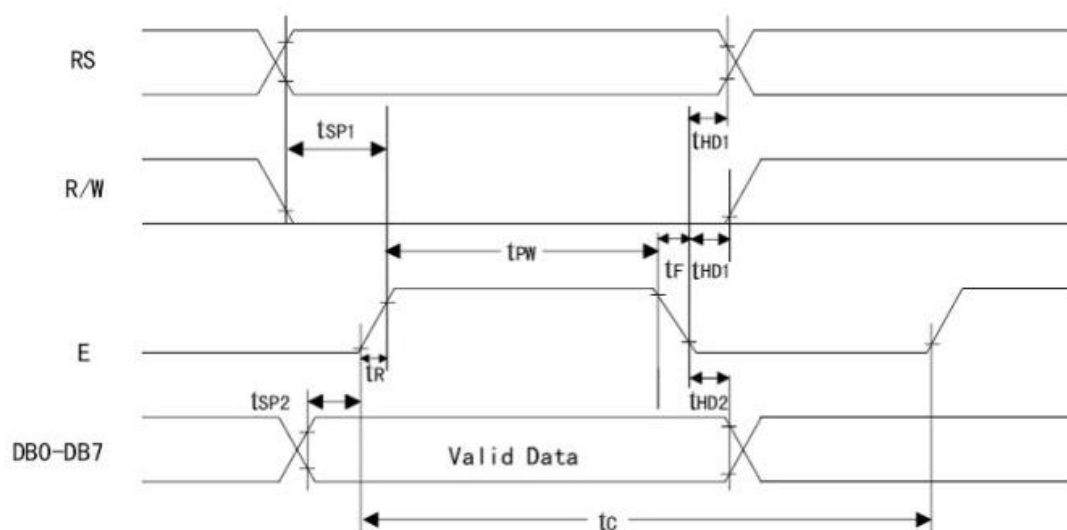 RS
tSP1
tHD1
R/W
tPW
tF
tHD1
E
tR
tSP2
tHD2
DB0-DB7
Valid Data
tC